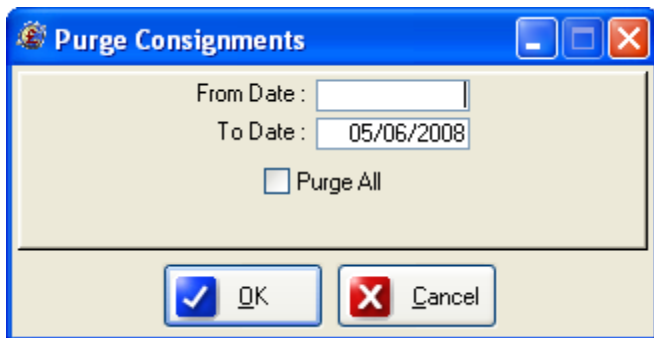 Purge Consignments
From Date :
To Date : 05/06/2008
Purge All
OK Cancel